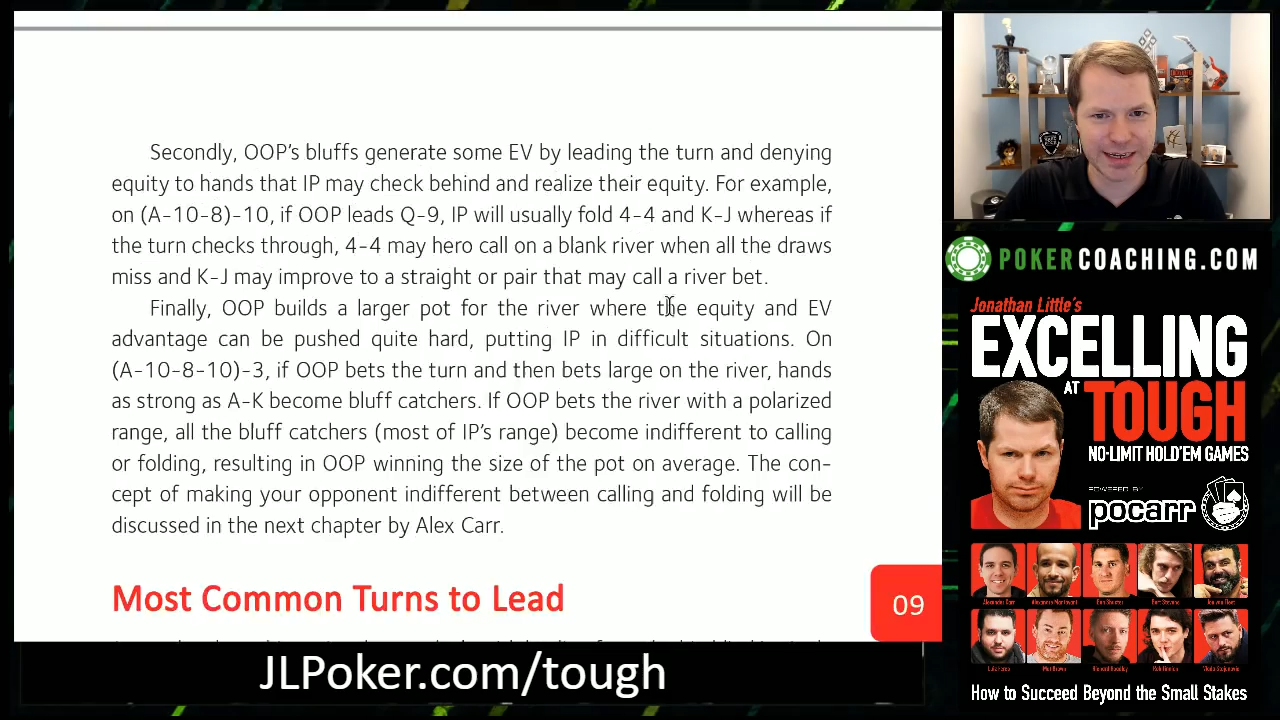 Secondly, OOP's bluffs generate some EV by leading the turn and denying
equity to hands that IP may check behind and realize their equity. For example,
on (A-10-8)-10, if OOP leads Q-9, IP will usually fold 4-4 and K-J whereas if
the turn checks through, 4-4 may hero call on a blank river when all the draws
miss and K-J may improve to a straight or pair that may call a river bet.
Finally, OOP builds a larger pot for the river where the equity and EV
advantage can be pushed quite hard, putting IP in difficult situations. On
(A-10-8-10)-3, if OOP bets the turn and then bets large on the river, hands
as strong as A-K become bluff catchers. If OOP bets the river with a polarized
range, all the bluff catchers (most of IP's range) become indifferent to calling
or folding, resulting in OOP winning the size of the pot on average. The con-
cept of making your opponent indifferent between calling and folding will be
discussed in the next chapter by Alex Carr.
Most Common Turns to Lead
09
JLPoker.com/tough
POKERCOACHING.COM
Jonathan Little's
EXCELLING
AT TOUGH
NO-LIMIT HOLD'EM GAMES
POWERED BY
pocarr
Alexander Carr
Alexandre Mantovani
How to Succeed Beyond the Small Stakes